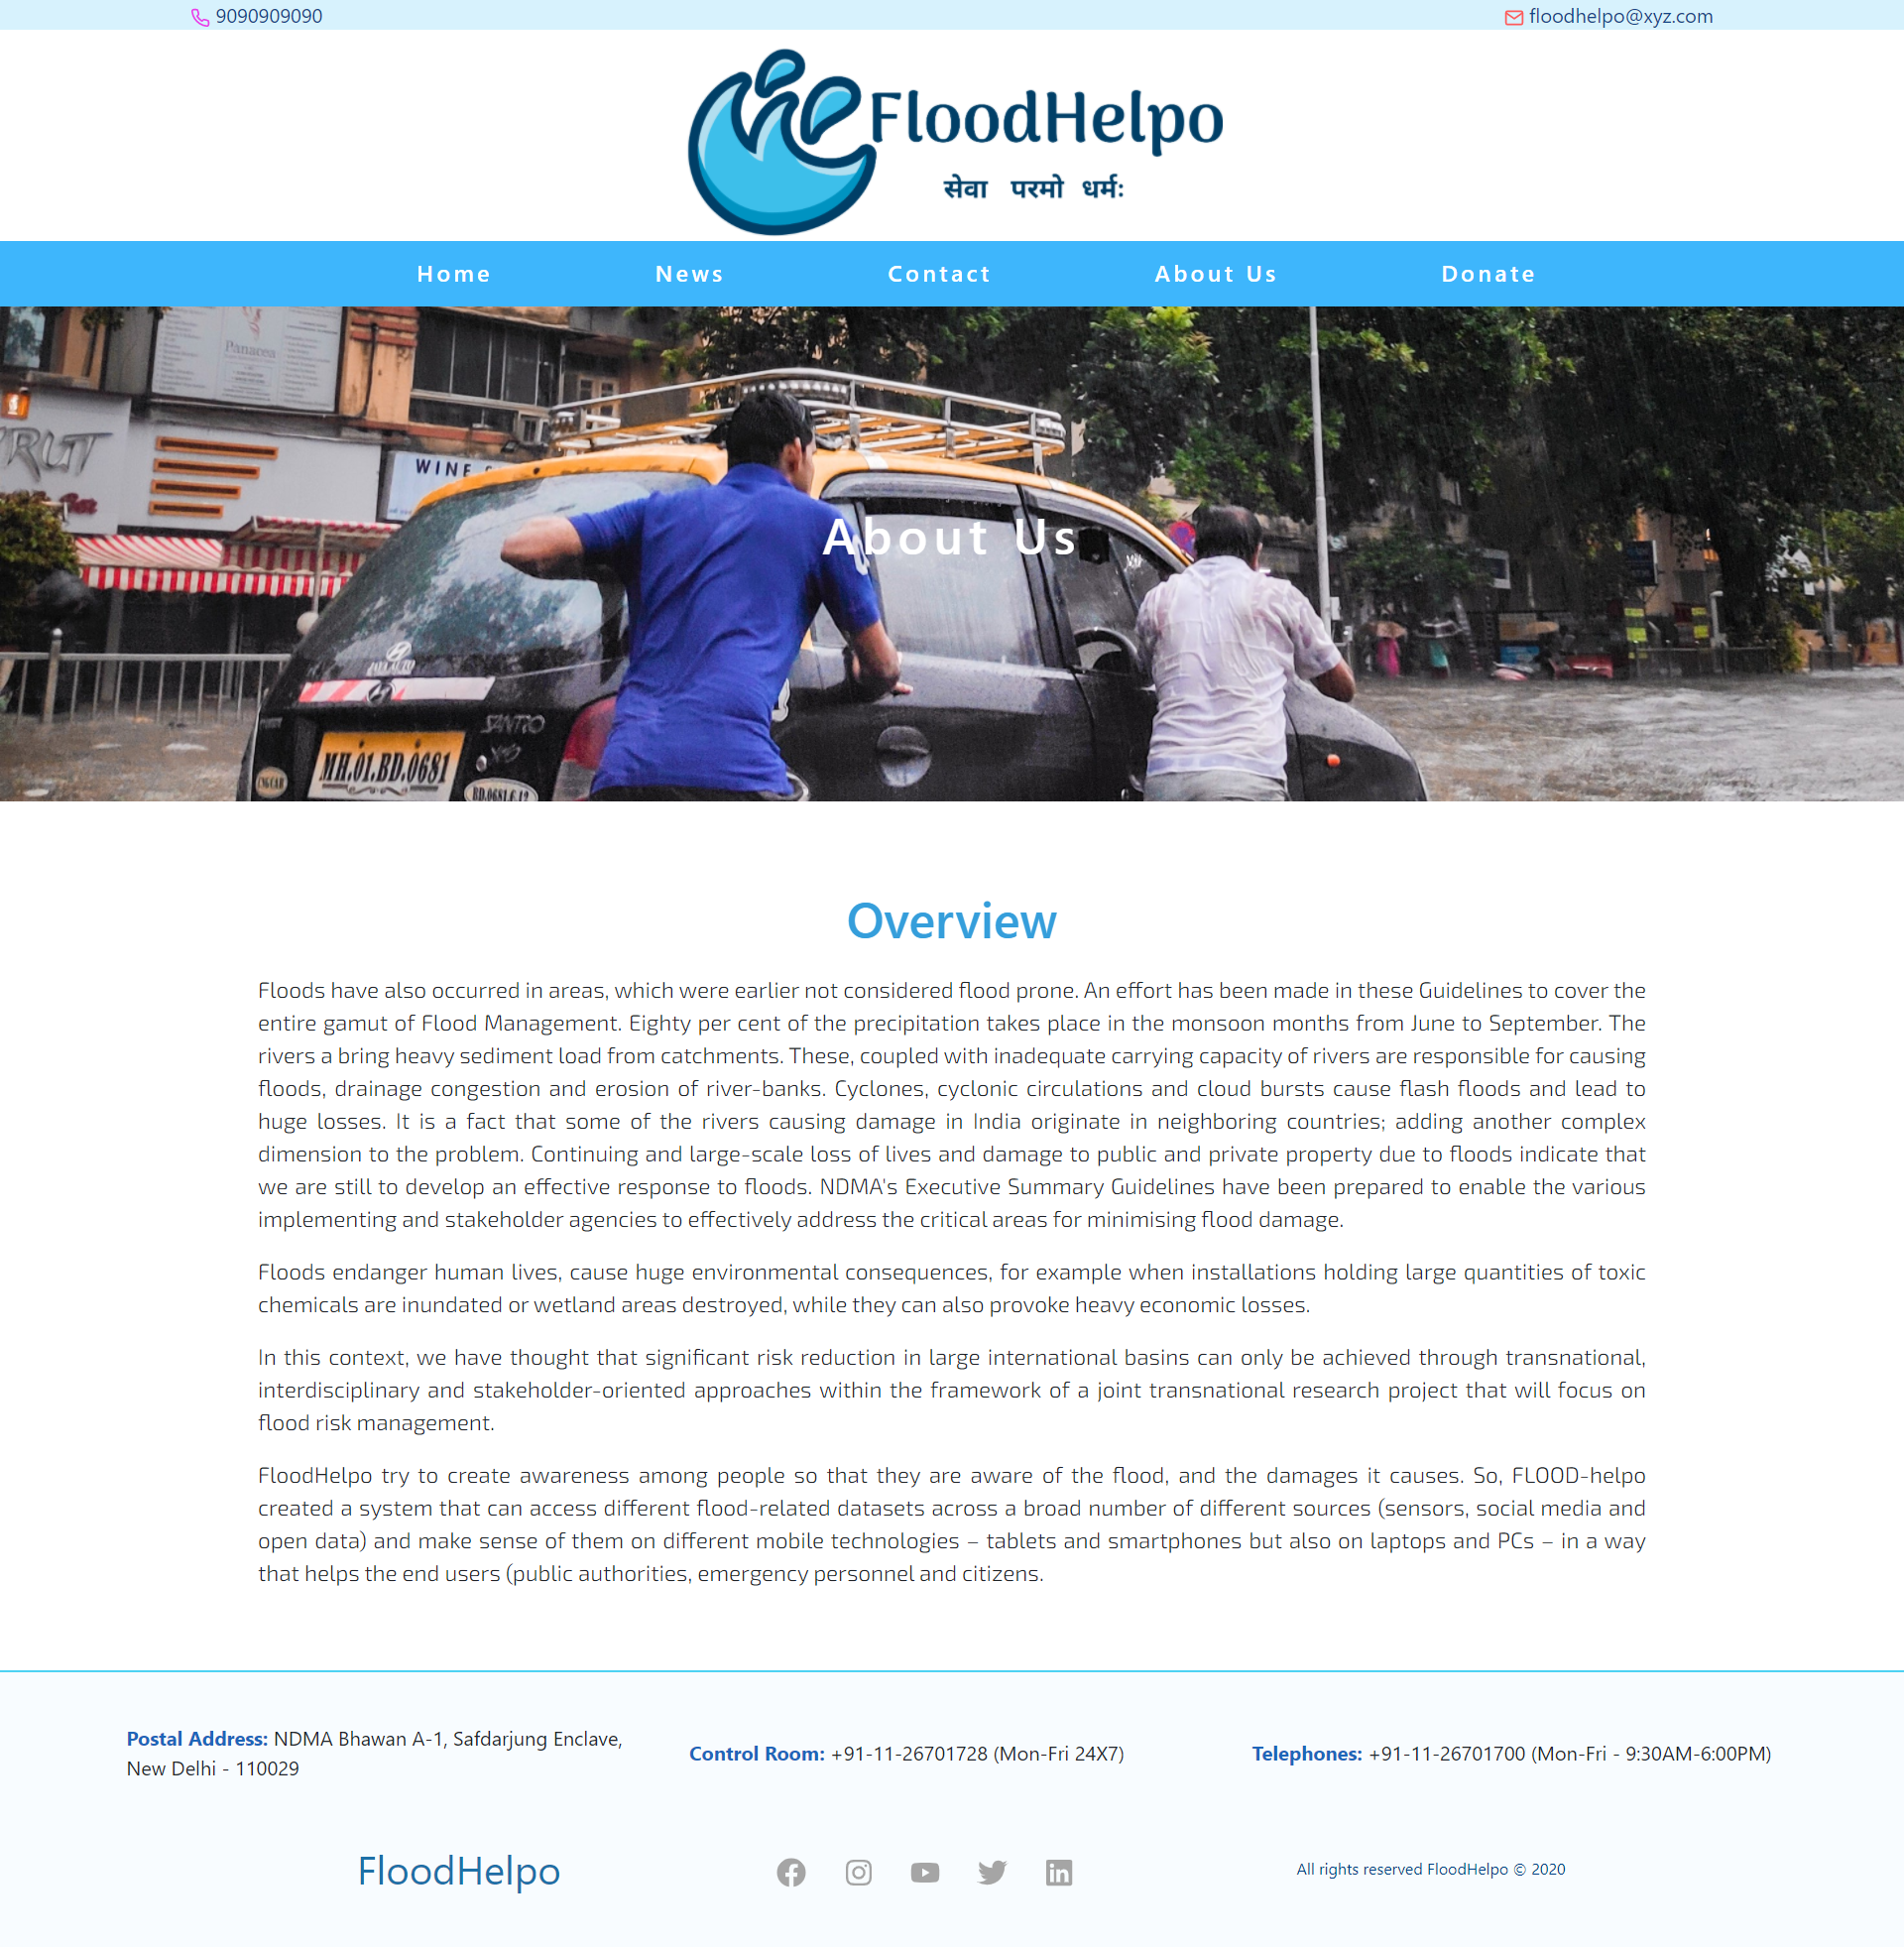 9090909090
floodhelpo@xyz.com
FloodHelpo
सेवा परमो धर्मः
Home News Contact About Us Donate
Panacea
WINE
About Us
SANTRO
MH.01.BD.0681
CNG CAR
BD.0681.6.12
Overview
Floods have also occurred in areas, which were earlier not considered flood prone. An effort has been made in these Guidelines to cover the
entire gamut of Flood Management. Eighty per cent of the precipitation takes place in the monsoon months from June to September. The
rivers a bring heavy sediment load from catchments. These, coupled with inadequate carrying capacity of rivers are responsible for causing
floods, drainage congestion and erosion of river-banks. Cyclones, cyclonic circulations and cloud bursts cause flash floods and lead to
huge losses. It is a fact that some of the rivers causing damage in India originate in neighboring countries; adding another complex
dimension to the problem. Continuing and large-scale loss of lives and damage to public and private property due to floods indicate that
we are still to develop an effective response to floods. NDMA's Executive Summary Guidelines have been prepared to enable the various
implementing and stakeholder agencies to effectively address the critical areas for minimising flood damage.
Floods endanger human lives, cause huge environmental consequences, for example when installations holding large quantities of toxic
chemicals are inundated or wetland areas destroyed, while they can also provoke heavy economic losses.
In this context, we have thought that significant risk reduction in large international basins can only be achieved through transnational,
interdisciplinary and stakeholder-oriented approaches within the framework of a joint transnational research project that will focus on
flood risk management.
FloodHelpo try to create awareness among people so that they are aware of the flood, and the damages it causes. So, FLOOD-helpo
created a system that can access different flood-related datasets across a broad number of different sources (sensors, social media and
open data) and make sense of them on different mobile technologies – tablets and smartphones but also on laptops and PCs – in a way
that helps the end users (public authorities, emergency personnel and citizens.
Postal Address: NDMA Bhawan A-1, Safdarjung Enclave,
New Delhi - 110029
Control Room: +91-11-26701728 (Mon-Fri 24X7)
Telephones: +91-11-26701700 (Mon-Fri - 9:30AM-6:00PM)
FloodHelpo
All rights reserved FloodHelpo © 2020